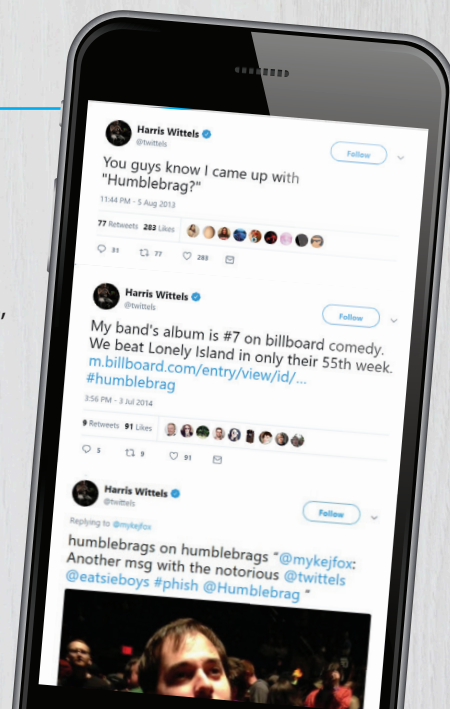 Harris Wittels
@twittels
Follow
You guys know I came up with
"Humblebrag?"
11:44 PM - 5 Aug 2013
77 Retweets 283 Likes
31 77 283
Harris Wittels
@twittels
Follow
My band's album is #7 on billboard comedy.
We beat Lonely Island in only their 55th week.
m.billboard.com/entry/view/id/...
#humblebrag
3:56 PM - 3 Jul 2014
9 Retweets 91 Likes
5 9 91
Harris Wittels
@twittels
Follow
Replying to @mykejfox
humblebrags on humblebrags "@mykejfox:
Another msg with the notorious @twittels
@eatsieboys #phish @Humblebrag "
,